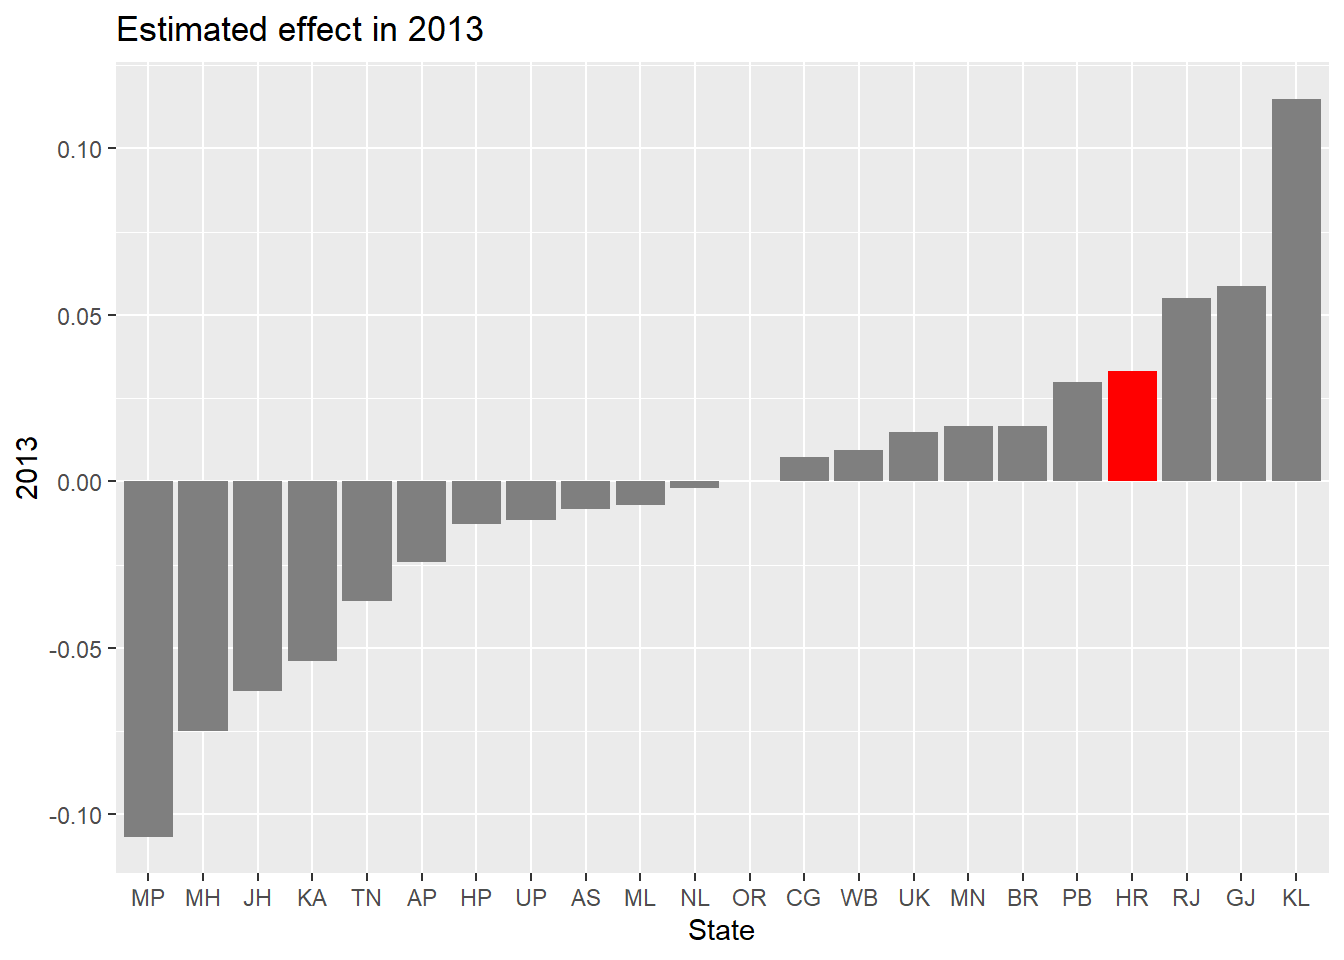 Estimated effect in 2013
2013
0.10
0.05
0.00
-0.05
-0.10
MP MH JH KA TN AP HP UP AS ML NL OR CG WB UK MN BR PB HR RJ GJ KL
State